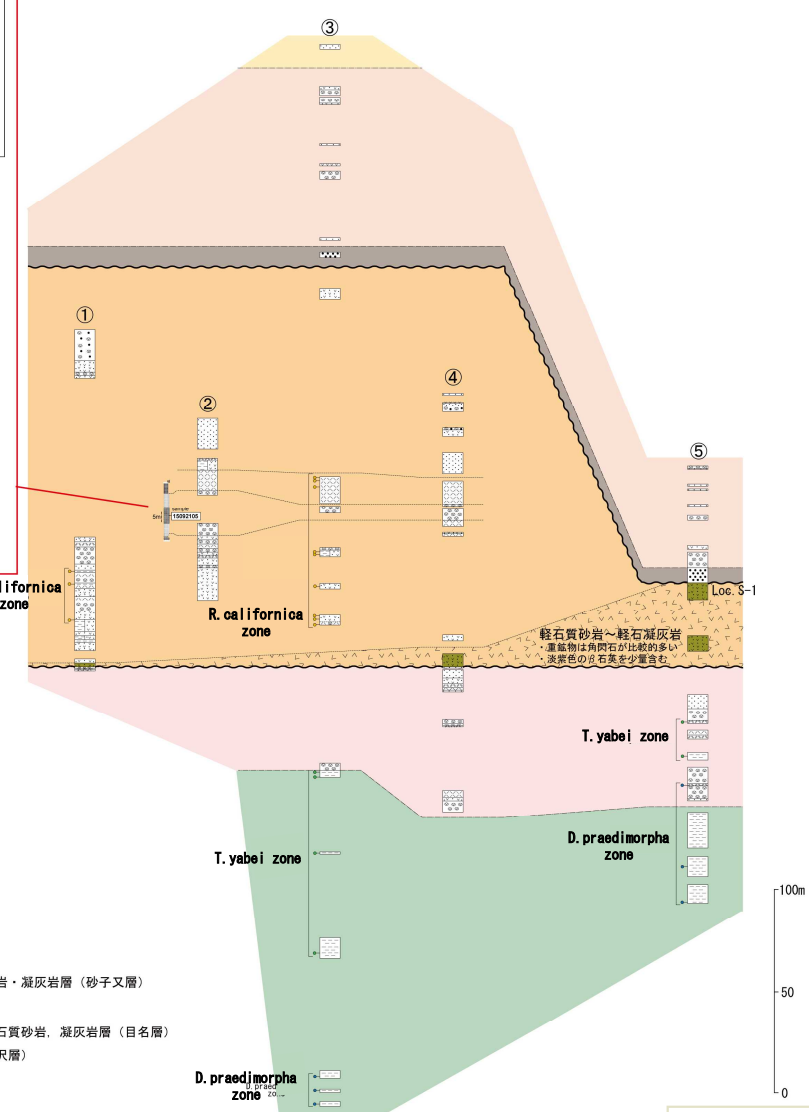 ③
①
④
②
⑤
5m
15092105
lifornica
zone
R.californica
zone
Loc. S-1
軽石質砂岩～軽石凝灰岩
・重鉱物は角閃石が比較的多い
・淡紫色のβ石英を少量含む
T.yabei zone
D.praedimorpha
zone
T.yabei zone
100m
50
0
岩・凝灰岩層（砂子又層）
石質砂岩，凝灰岩層（目名層）
沢層）
D.praedimorpha
zone
D.praed
zo...